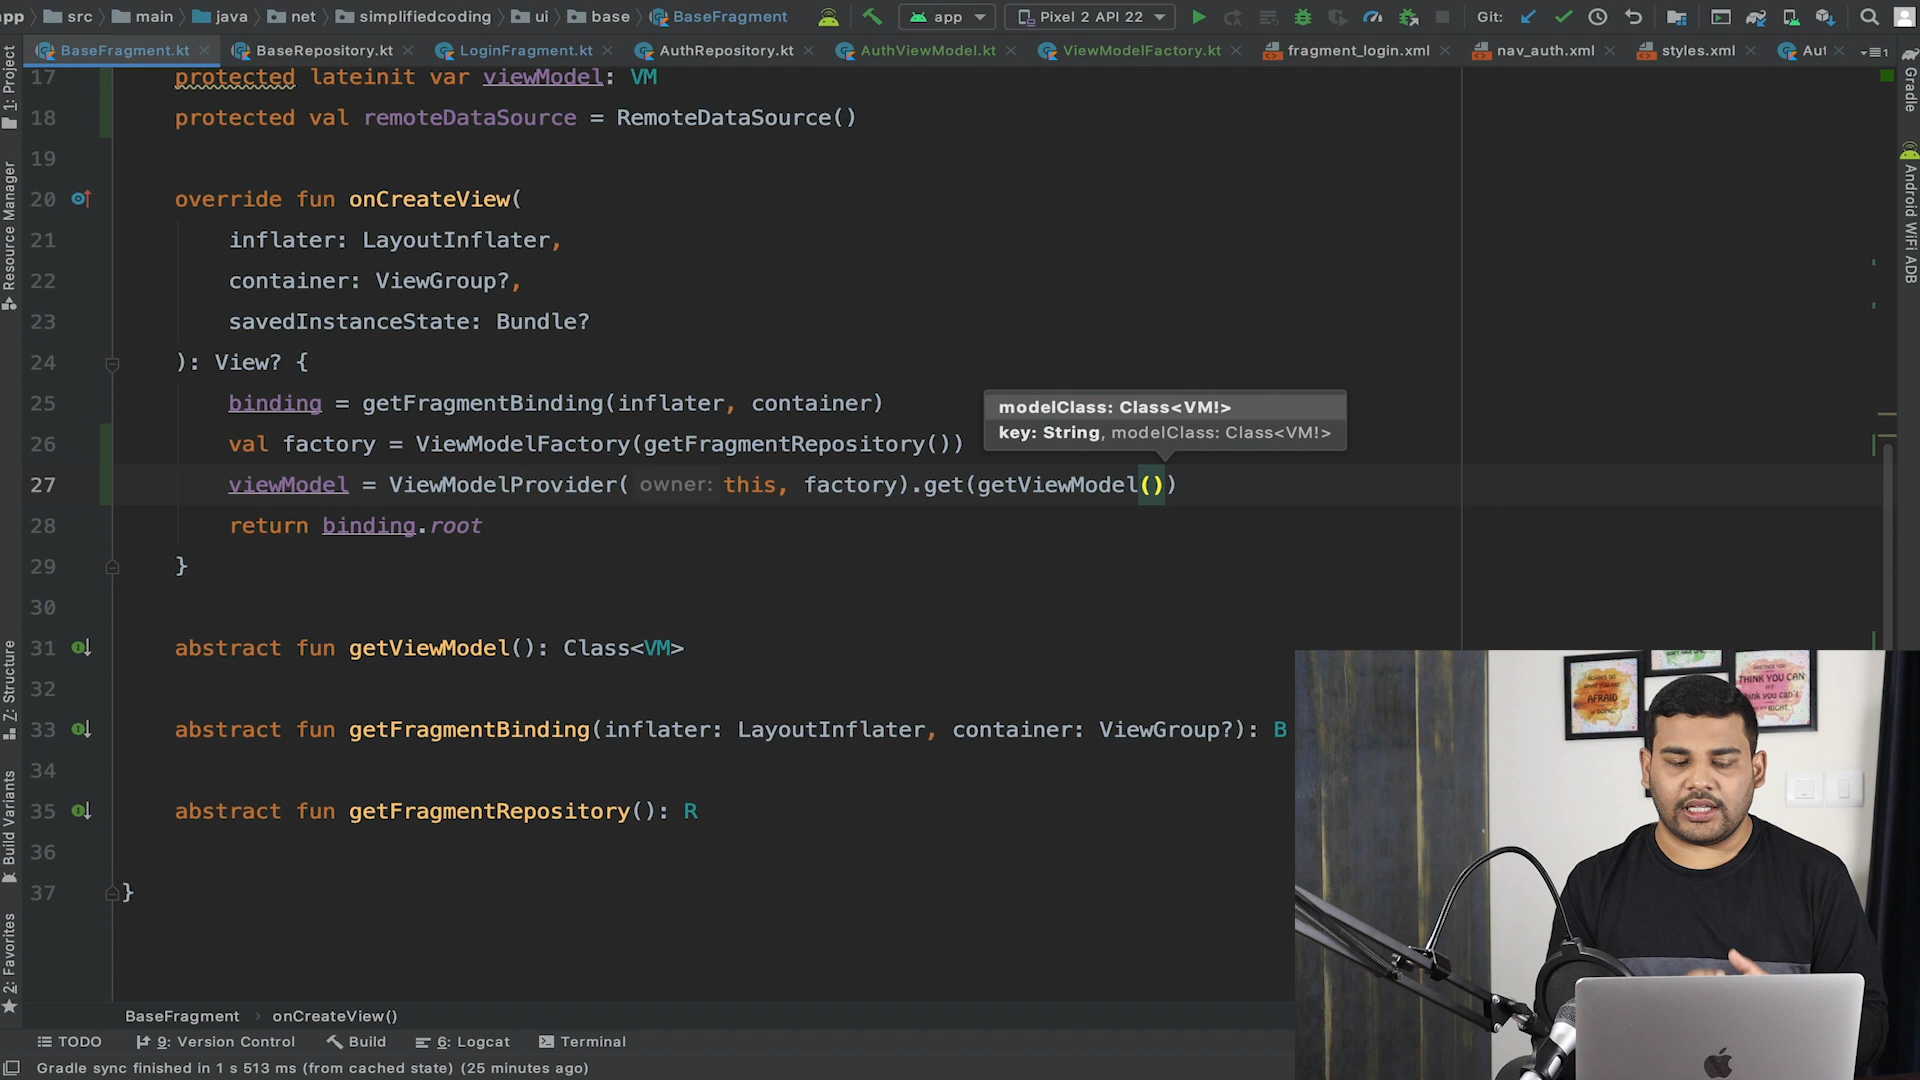 app src main java net simplifiedcoding ui base BaseFragment app Pixel 2 API 22 Git:
BaseFragment.kt BaseRepository.kt LoginFragment.kt AuthRepository.kt AuthViewModel.kt ViewModelFactory.kt fragment_login.xml nav_auth.xml styles.xml Aut
17 protected lateinit var viewModel: VM
18 protected val remoteDataSource = RemoteDataSource()
19
20 override fun onCreateView(
21 inflater: LayoutInflater,
22 container: ViewGroup?,
23 savedInstanceState: Bundle?
24 ): View? {
25 binding = getFragmentBinding(inflater, container)
modelClass: Class<VM!>
key: String, modelClass: Class<VM!>
26 val factory = ViewModelFactory(getFragmentRepository())
27 viewModel = ViewModelProvider( owner: this, factory).get(getViewModel())
28 return binding.root
29 }
30
31 abstract fun getViewModel(): Class<VM>
32
33 abstract fun getFragmentBinding(inflater: LayoutInflater, container: ViewGroup?): B
34
35 abstract fun getFragmentRepository(): R
36
37 }
BaseFragment › onCreateView()
TODO 9: Version Control Build 6: Logcat Terminal
Gradle sync finished in 1 s 513 ms (from cached state) (25 minutes ago)
1: Project
Resource Manager
7: Structure
Build Variants
2: Favorites
Gradle
Android WiFi ADB
ALWAYS DO
AFRAID
THINK YOU CAN
think you can't
RIGHT.